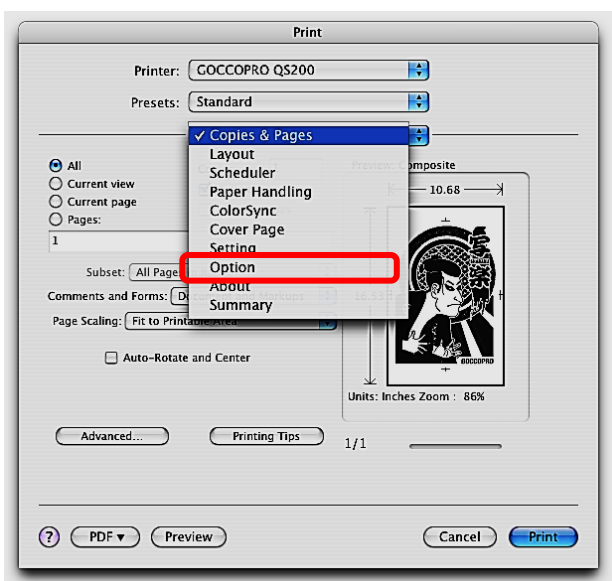 Print
Printer: GOCCOPRO QS200
Presets: Standard
✓ Copies & Pages
Layout
Scheduler
Paper Handling
ColorSync
Cover Page
Setting
Option
About
Summary
All
Current view
Current page
Pages:
1
Subset: All Page
Comments and Forms:
Page Scaling: Fit to Printable Area
Auto-Rotate and Center
Advanced...
Printing Tips
Preview: Composite
10.68
写楽
GOCCOPRO
Units: Inches Zoom : 86%
1/1
?
PDF
Preview
Cancel
Print